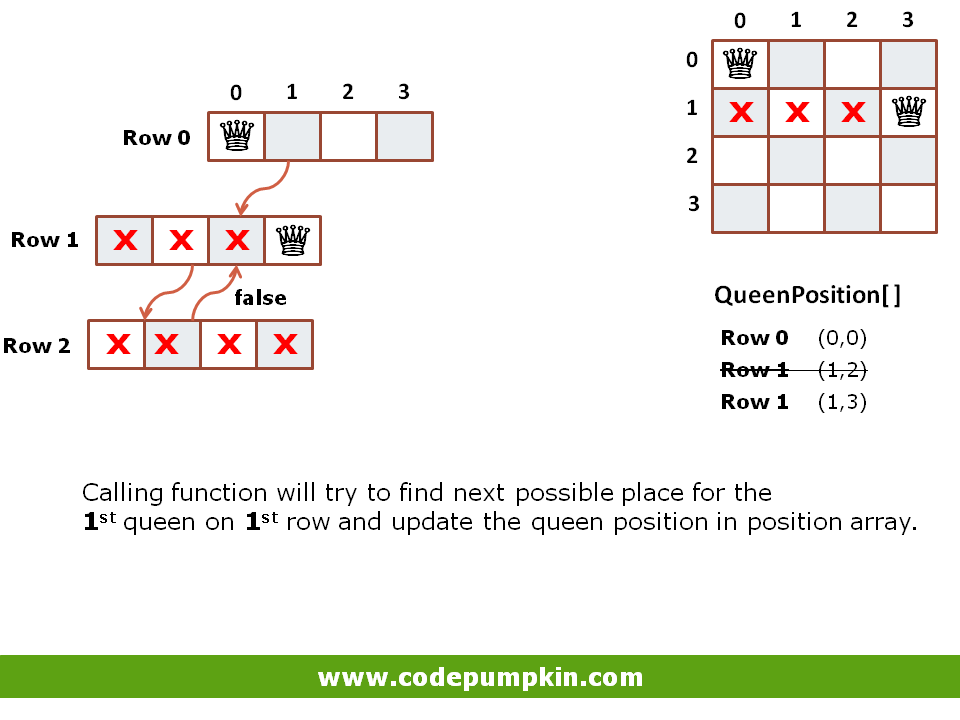 0 1 2 3
Row 0
Row 1 X X X
false
Row 2 X X X X
0 1 2 3
0
1 X X X
2
3
QueenPosition[ ]
Row 0 (0,0)
Row 1 (1,2)
Row 1 (1,3)
Calling function will try to find next possible place for the
1st queen on 1st row and update the queen position in position array.
www.codepumpkin.com